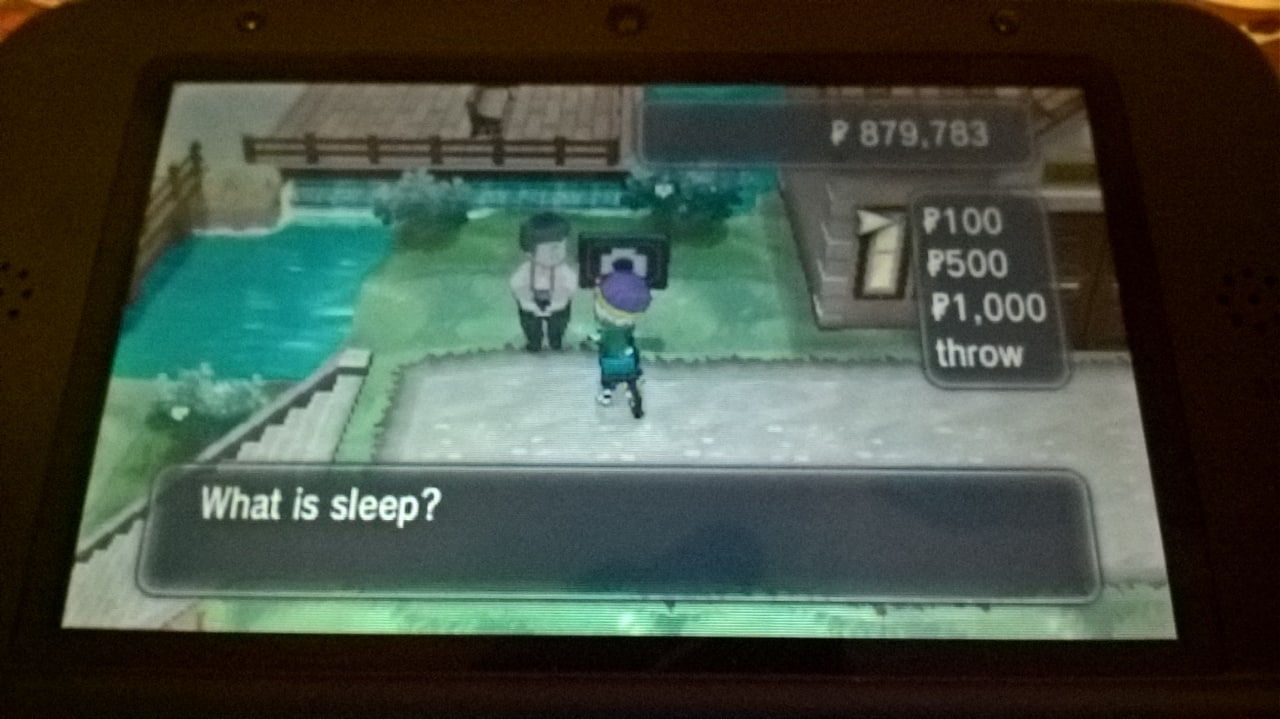 ₽ 879,783
₽100
₽500
₽1,000
throw
What is sleep?